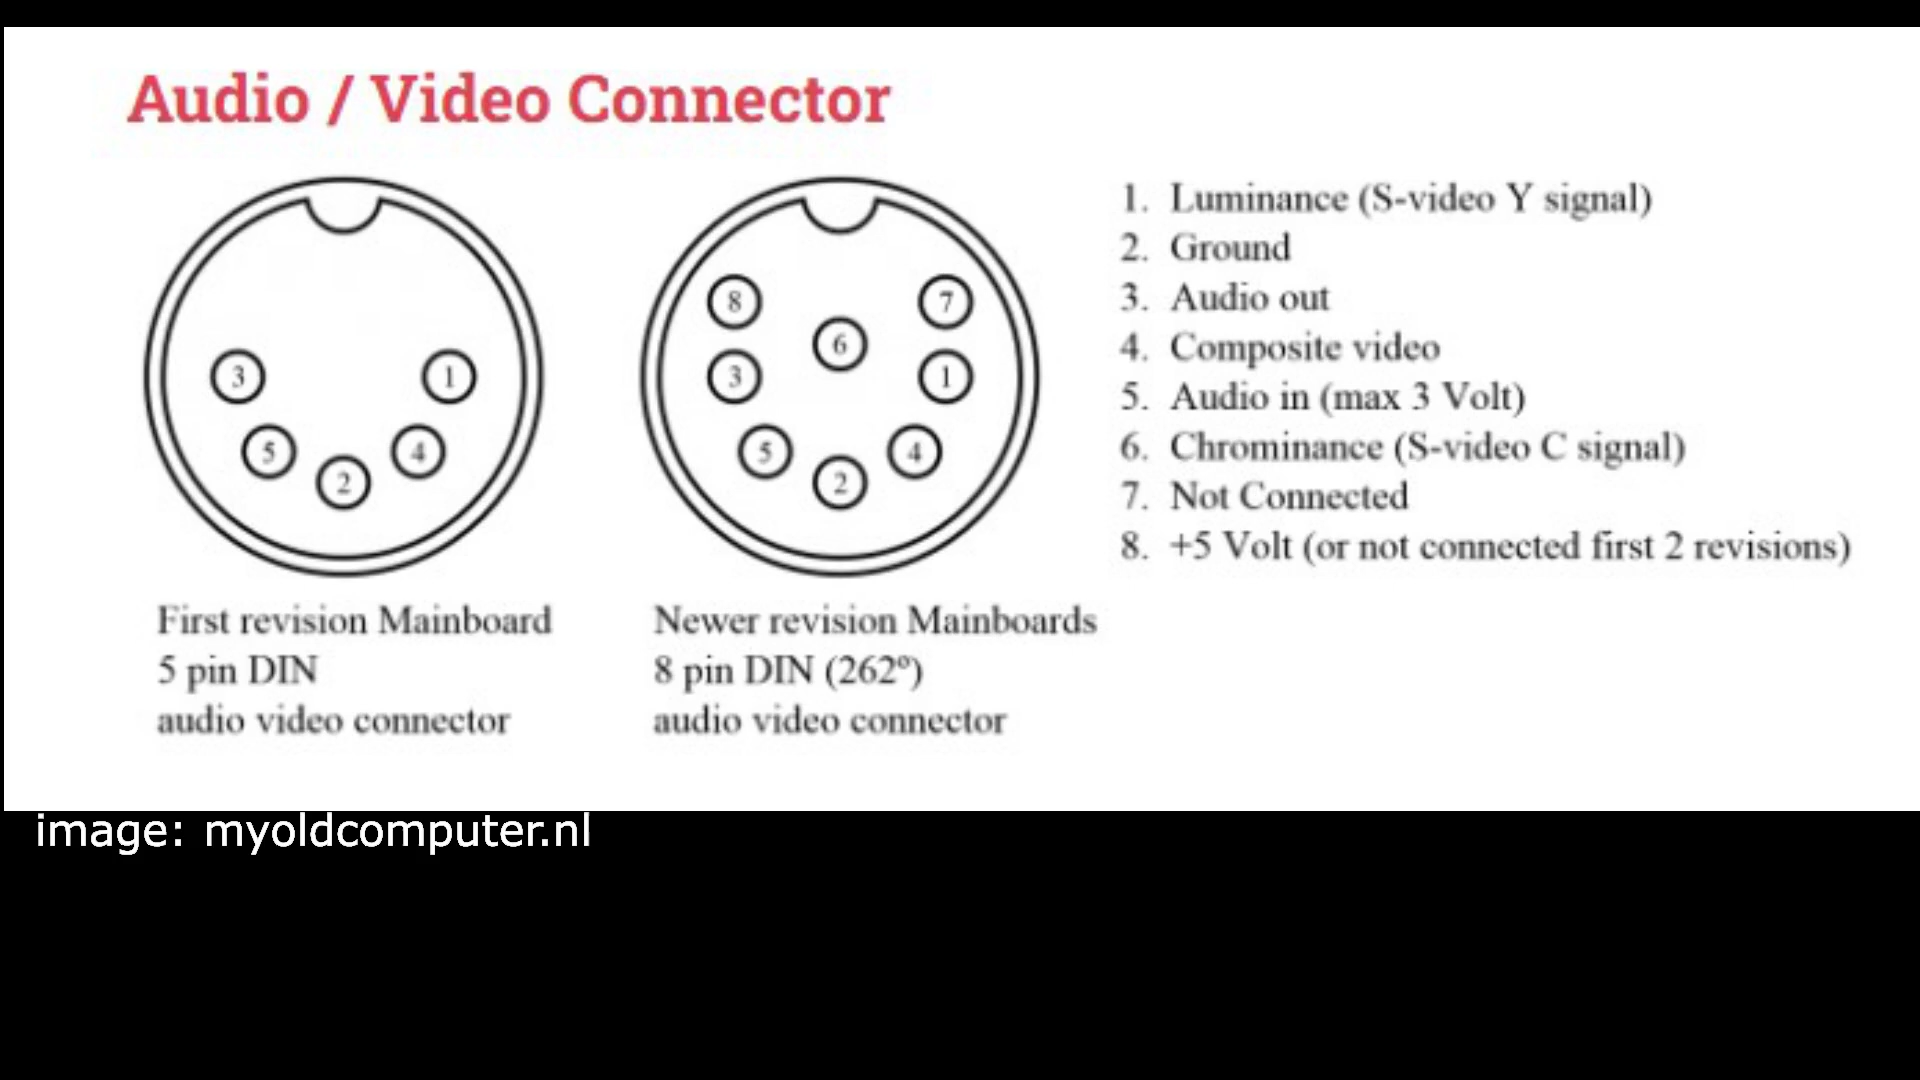 Audio / Video Connector
3
1
5
4
2
8
7
6
3
1
5
4
2
1. Luminance (S-video Y signal)
2. Ground
3. Audio out
4. Composite video
5. Audio in (max 3 Volt)
6. Chrominance (S-video C signal)
7. Not Connected
8. +5 Volt (or not connected first 2 revisions)
First revision Mainboard
5 pin DIN
audio video connector
Newer revision Mainboards
8 pin DIN (262º)
audio video connector
image: myoldcomputer.nl